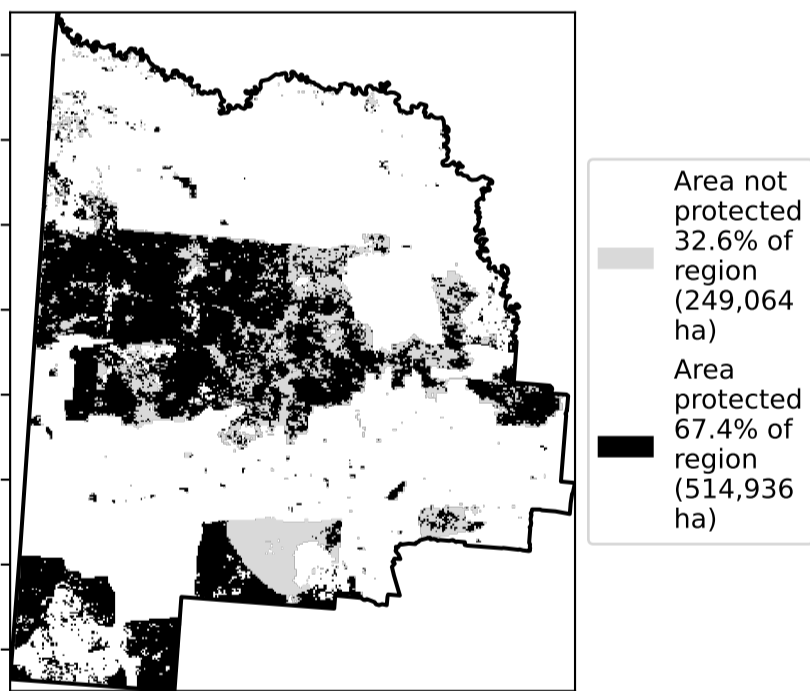 Area not
protected
32.6% of
region
(249,064
ha)
Area
protected
67.4% of
region
(514,936
ha)